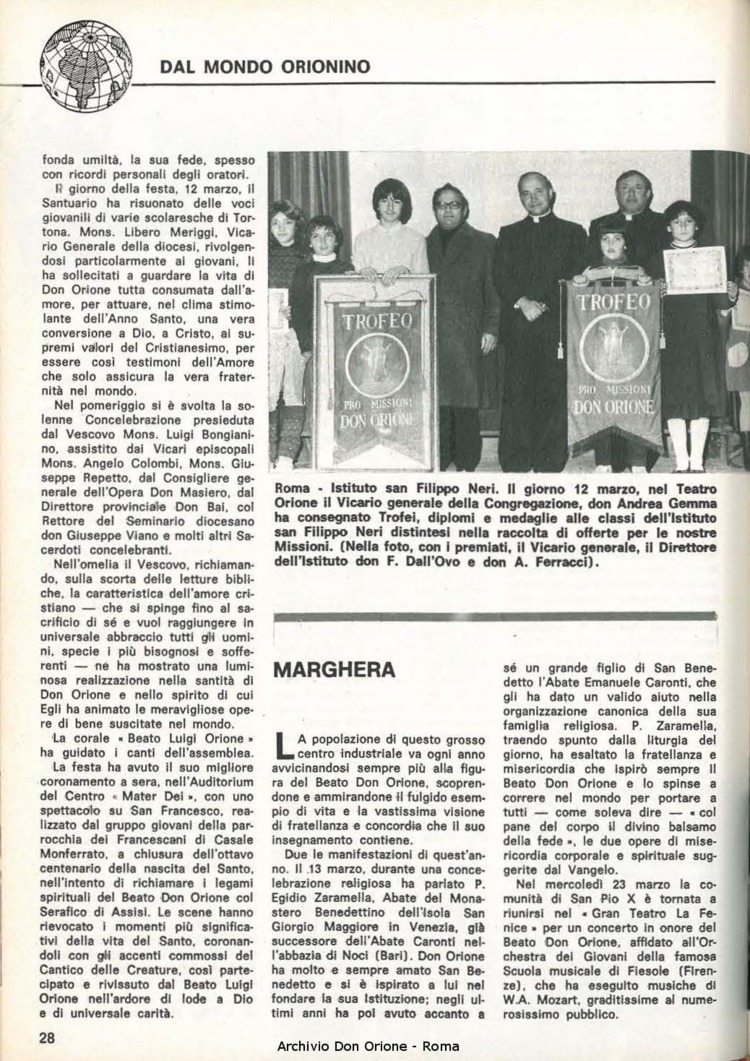 DAL MONDO ORIONINO
fonda umiltà, la sua fede, spesso
con ricordi personali degli oratori.
Il giorno della festa, 12 marzo, il
Santuario ha risuonato delle voci
giovanili di varie scolaresche di Tor-
tona. Mons. Libero Meriggi, Vica-
rio Generale della diocesi, rivolgen-
dosi particolarmente ai giovani, li
ha sollecitati a guardare la vita di
Don Orione tutta consumata dall'a-
more, per attuare, nel clima stimo-
lante dell'Anno Santo, una vera
conversione a Dio, a Cristo, ai su-
premi valori del Cristianesimo, per
essere così testimoni dell'Amore
che solo assicura la vera frater-
nità nel mondo.
Nel pomeriggio si è svolta la so-
lenne Concelebrazione presieduta
dal Vescovo Mons. Luigi Bongiani-
no, assistito dai Vicari episcopali
Mons. Angelo Colombi, Mons. Giu-
seppe Repetto, dal Consigliere ge-
nerale dell'Opera Don Masiero, dal
Direttore provinciale Don Bai, col
Rettore del Seminario diocesano
don Giuseppe Viano e molti altri Sa-
cerdoti concelebranti.
Nell'omelia il Vescovo, richiaman-
do, sulla scorta delle letture bibli-
che, la caratteristica dell'amore cri-
stiano — che si spinge fino al sa-
crificio di sé e vuol raggiungere in
universale abbraccio tutti gli uomi-
ni, specie i più bisognosi e soffe-
renti — ne ha mostrato una lumi-
nosa realizzazione nella santità di
Don Orione e nello spirito di cui
Egli ha animato le meravigliose ope-
re di bene suscitate nel mondo.
La corale « Beato Luigi Orione »
ha guidato i canti dell'assemblea.
La festa ha avuto il suo migliore
coronamento a sera, nell'Auditorium
del Centro « Mater Dei », con uno
spettacolo su San Francesco, rea-
lizzato dal gruppo giovani della par-
rocchia dei Francescani di Casale
Monferrato, a chiusura dell'ottavo
centenario della nascita del Santo,
nell'intento di richiamare i legami
spirituali del Beato Don Orione col
Serafico di Assisi. Le scene hanno
rievocato i momenti più significa-
tivi della vita del Santo, coronan-
doli con gli accenti commossi del
Cantico delle Creature, così parte-
cipato e rivissuto dal Beato Luigi
Orione nell'ardore di lode a Dio
e di universale carità.
TROFEO
PRO MISSIONI
DON ORIONE
TROFEO
PRO MISSIONI
DON ORIONE
Roma - Istituto san Filippo Neri. Il giorno 12 marzo, nel Teatro
Orione il Vicario generale della Congregazione, don Andrea Gemma
ha consegnato Trofei, diplomi e medaglie alle classi dell'Istituto
san Filippo Neri distintesi nella raccolta di offerte per le nostre
Missioni. (Nella foto, con i premiati, il Vicario generale, il Direttore
dell'Istituto don F. Dall'Ovo e don A. Ferracci).
MARGHERA
LA popolazione di questo grosso
centro industriale va ogni anno
avvicinandosi sempre più alla figu-
ra del Beato Don Orione, scopren-
done e ammirandone il fulgido esem-
pio di vita e la vastissima visione
di fratellanza e concordia che il suo
insegnamento contiene.
Due le manifestazioni di quest'an-
no. Il 13 marzo, durante una conce-
lebrazione religiosa ha parlato P.
Egidio Zaramella, Abate del Mona-
stero Benedettino dell'Isola San
Giorgio Maggiore in Venezia, già
successore dell'Abate Caronti nel-
l'abbazia di Noci (Bari). Don Orione
ha molto e sempre amato San Be-
nedetto e si è ispirato a lui nel
fondare la sua Istituzione; negli ul-
timi anni ha poi avuto accanto a
sé un grande figlio di San Bene-
detto l'Abate Emanuele Caronti, che
gli ha dato un valido aiuto nella
organizzazione canonica della sua
famiglia religiosa. P. Zaramella,
traendo spunto dalla liturgia del
giorno, ha esaltato la fratellanza e
misericordia che ispirò sempre il
Beato Don Orione e lo spinse a
correre nel mondo per portare a
tutti — come soleva dire — « col
pane del corpo il divino balsamo
della fede », le due opere di mise-
ricordia corporale e spirituale sug-
gerite dal Vangelo.
Nel mercoledì 23 marzo la co-
munità di San Pio X è tornata a
riunirsi nel « Gran Teatro La Fe-
nice » per un concerto in onore del
Beato Don Orione, affidato all'Or-
chestra dei Giovani della famosa
Scuola musicale di Fiesole (Firen-
ze), che ha eseguito musiche di
W.A. Mozart, graditissime al nume-
rosissimo pubblico.
28
Archivio Don Orione - Roma